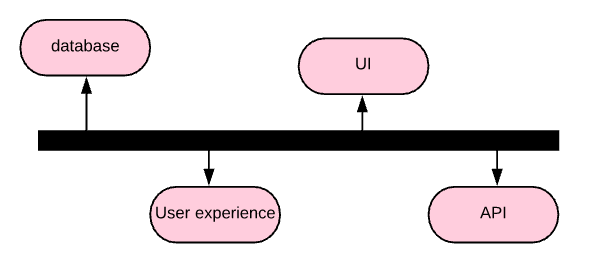 database
UI
User experience
API